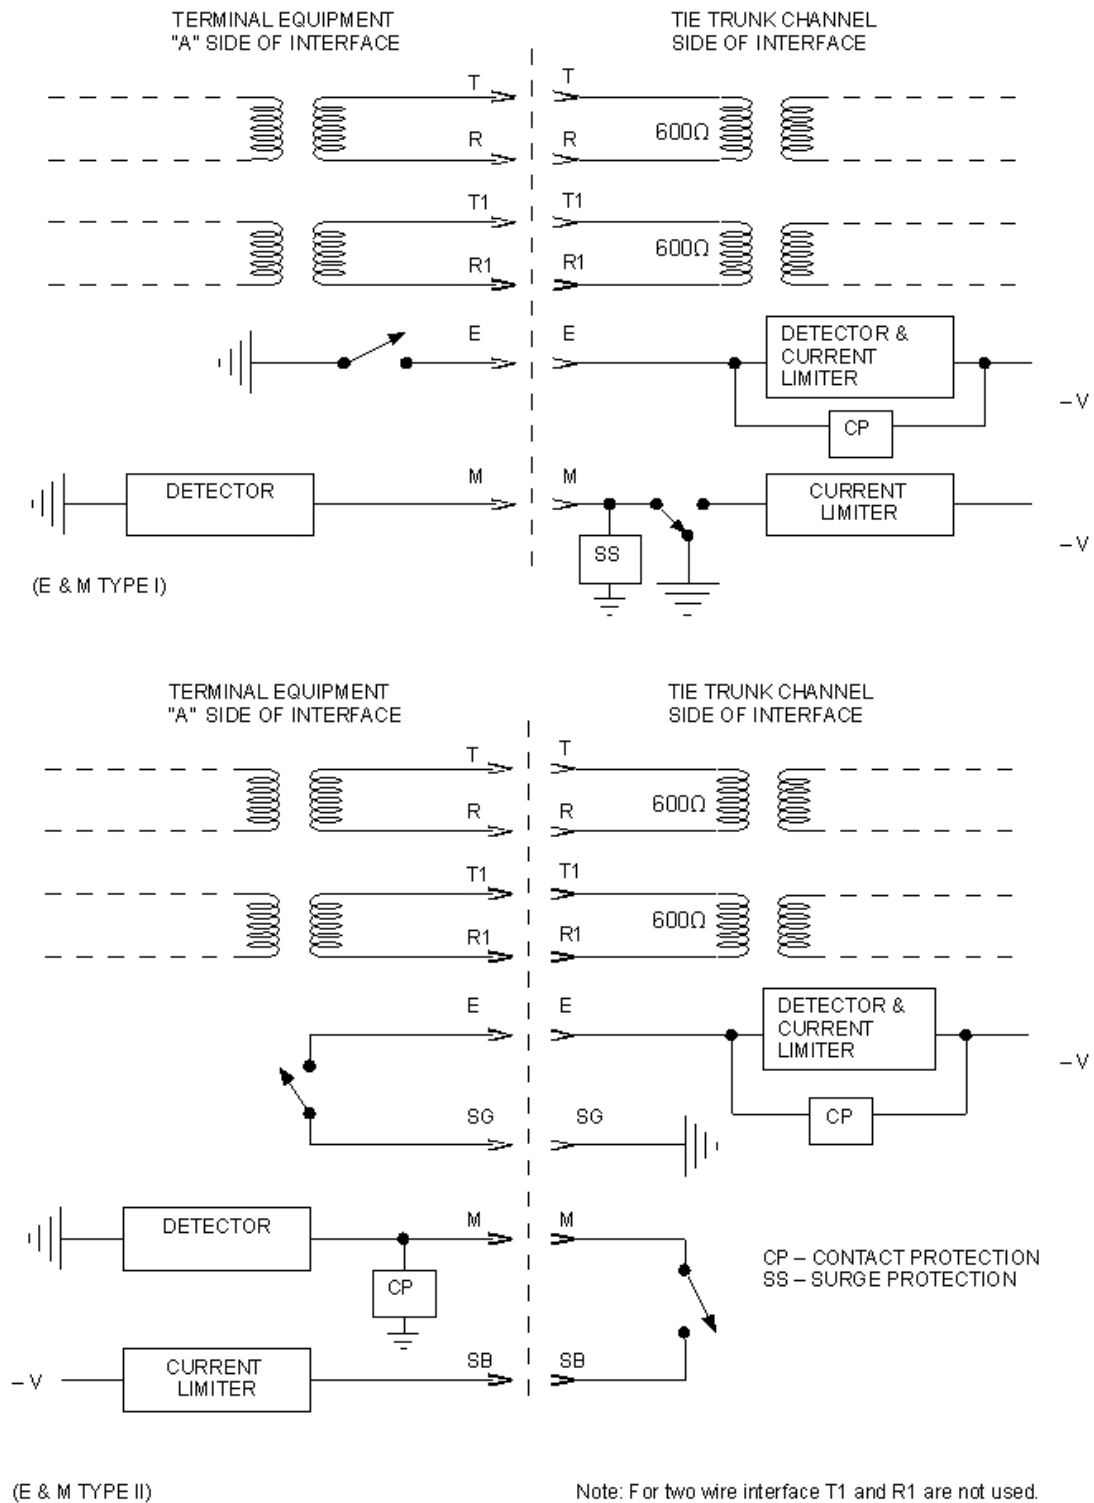 TERMINAL EQUIPMENT
"A" SIDE OF INTERFACE
TIE TRUNK CHANNEL
SIDE OF INTERFACE
T
T
R
R
600Ω
T1
T1
R1
R1
600Ω
E
E
DETECTOR &
CURRENT
LIMITER
– V
CP
M
M
DETECTOR
CURRENT
LIMITER
– V
SS
(E & M TYPE I)
TERMINAL EQUIPMENT
"A" SIDE OF INTERFACE
TIE TRUNK CHANNEL
SIDE OF INTERFACE
T
T
R
R
600Ω
T1
T1
R1
R1
600Ω
E
E
DETECTOR &
CURRENT
LIMITER
– V
CP
SG
SG
M
M
DETECTOR
CP
CP – CONTACT PROTECTION
SS – SURGE PROTECTION
SB
SB
– V
CURRENT
LIMITER
(E & M TYPE II)
Note: For two wire interface T1 and R1 are not used.